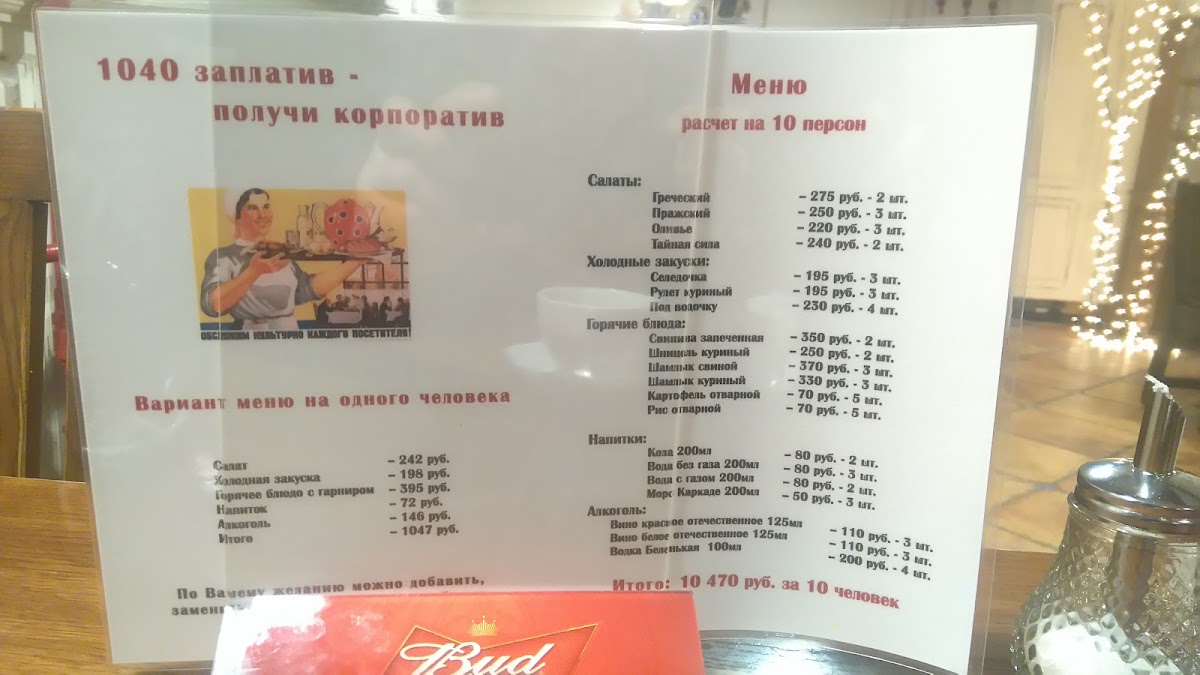 1040 заплатив -
получи корпоратив
ОБСЛУЖИМ КУЛЬТУРНО КАЖДОГО ПОСЕТИТЕЛЯ!
Вариант меню на одного человека
Салат – 242 руб.
Холодная закуска – 198 руб.
Горячее блюдо с гарниром – 395 руб.
Напиток – 72 руб.
Алкоголь – 146 руб.
Итого – 1047 руб.
По Вашему желанию можно добавить,
Меню
расчет на 10 персон
Салаты:
Греческий – 275 руб. - 2 шт.
Пражский – 250 руб. - 3 шт.
Оливье – 220 руб. - 3 шт.
Тайная сила – 240 руб. - 2 шт.
Холодные закуски:
Селедочка – 195 руб. - 3 шт.
Рулет куриный – 195 руб. - 3 шт.
Под водочку – 230 руб. - 4 шт.
Горячие блюда:
Свинина запеченная – 350 руб. - 2 шт.
Шницель куриный – 250 руб. - 2 шт.
Шашлык свиной – 370 руб. - 3 шт.
Шашлык куриный – 330 руб. - 3 шт.
Картофель отварной – 70 руб. - 5 шт.
Рис отварной – 70 руб. - 5 шт.
Напитки:
Кола 200мл – 80 руб. - 2 шт.
Вода без газа 200мл – 80 руб. - 3 шт.
Вода с газом 200мл – 80 руб. - 2 шт.
Морс Каркаде 200мл – 50 руб. - 3 шт.
Алкоголь:
Вино красное отечественное 125мл – 110 руб. - 3 шт.
Вино белое отечественное 125мл – 110 руб. - 3 шт.
Водка Беленькая 100мл – 200 руб. - 4 шт.
Итого: 10 470 руб. за 10 человек
Bud